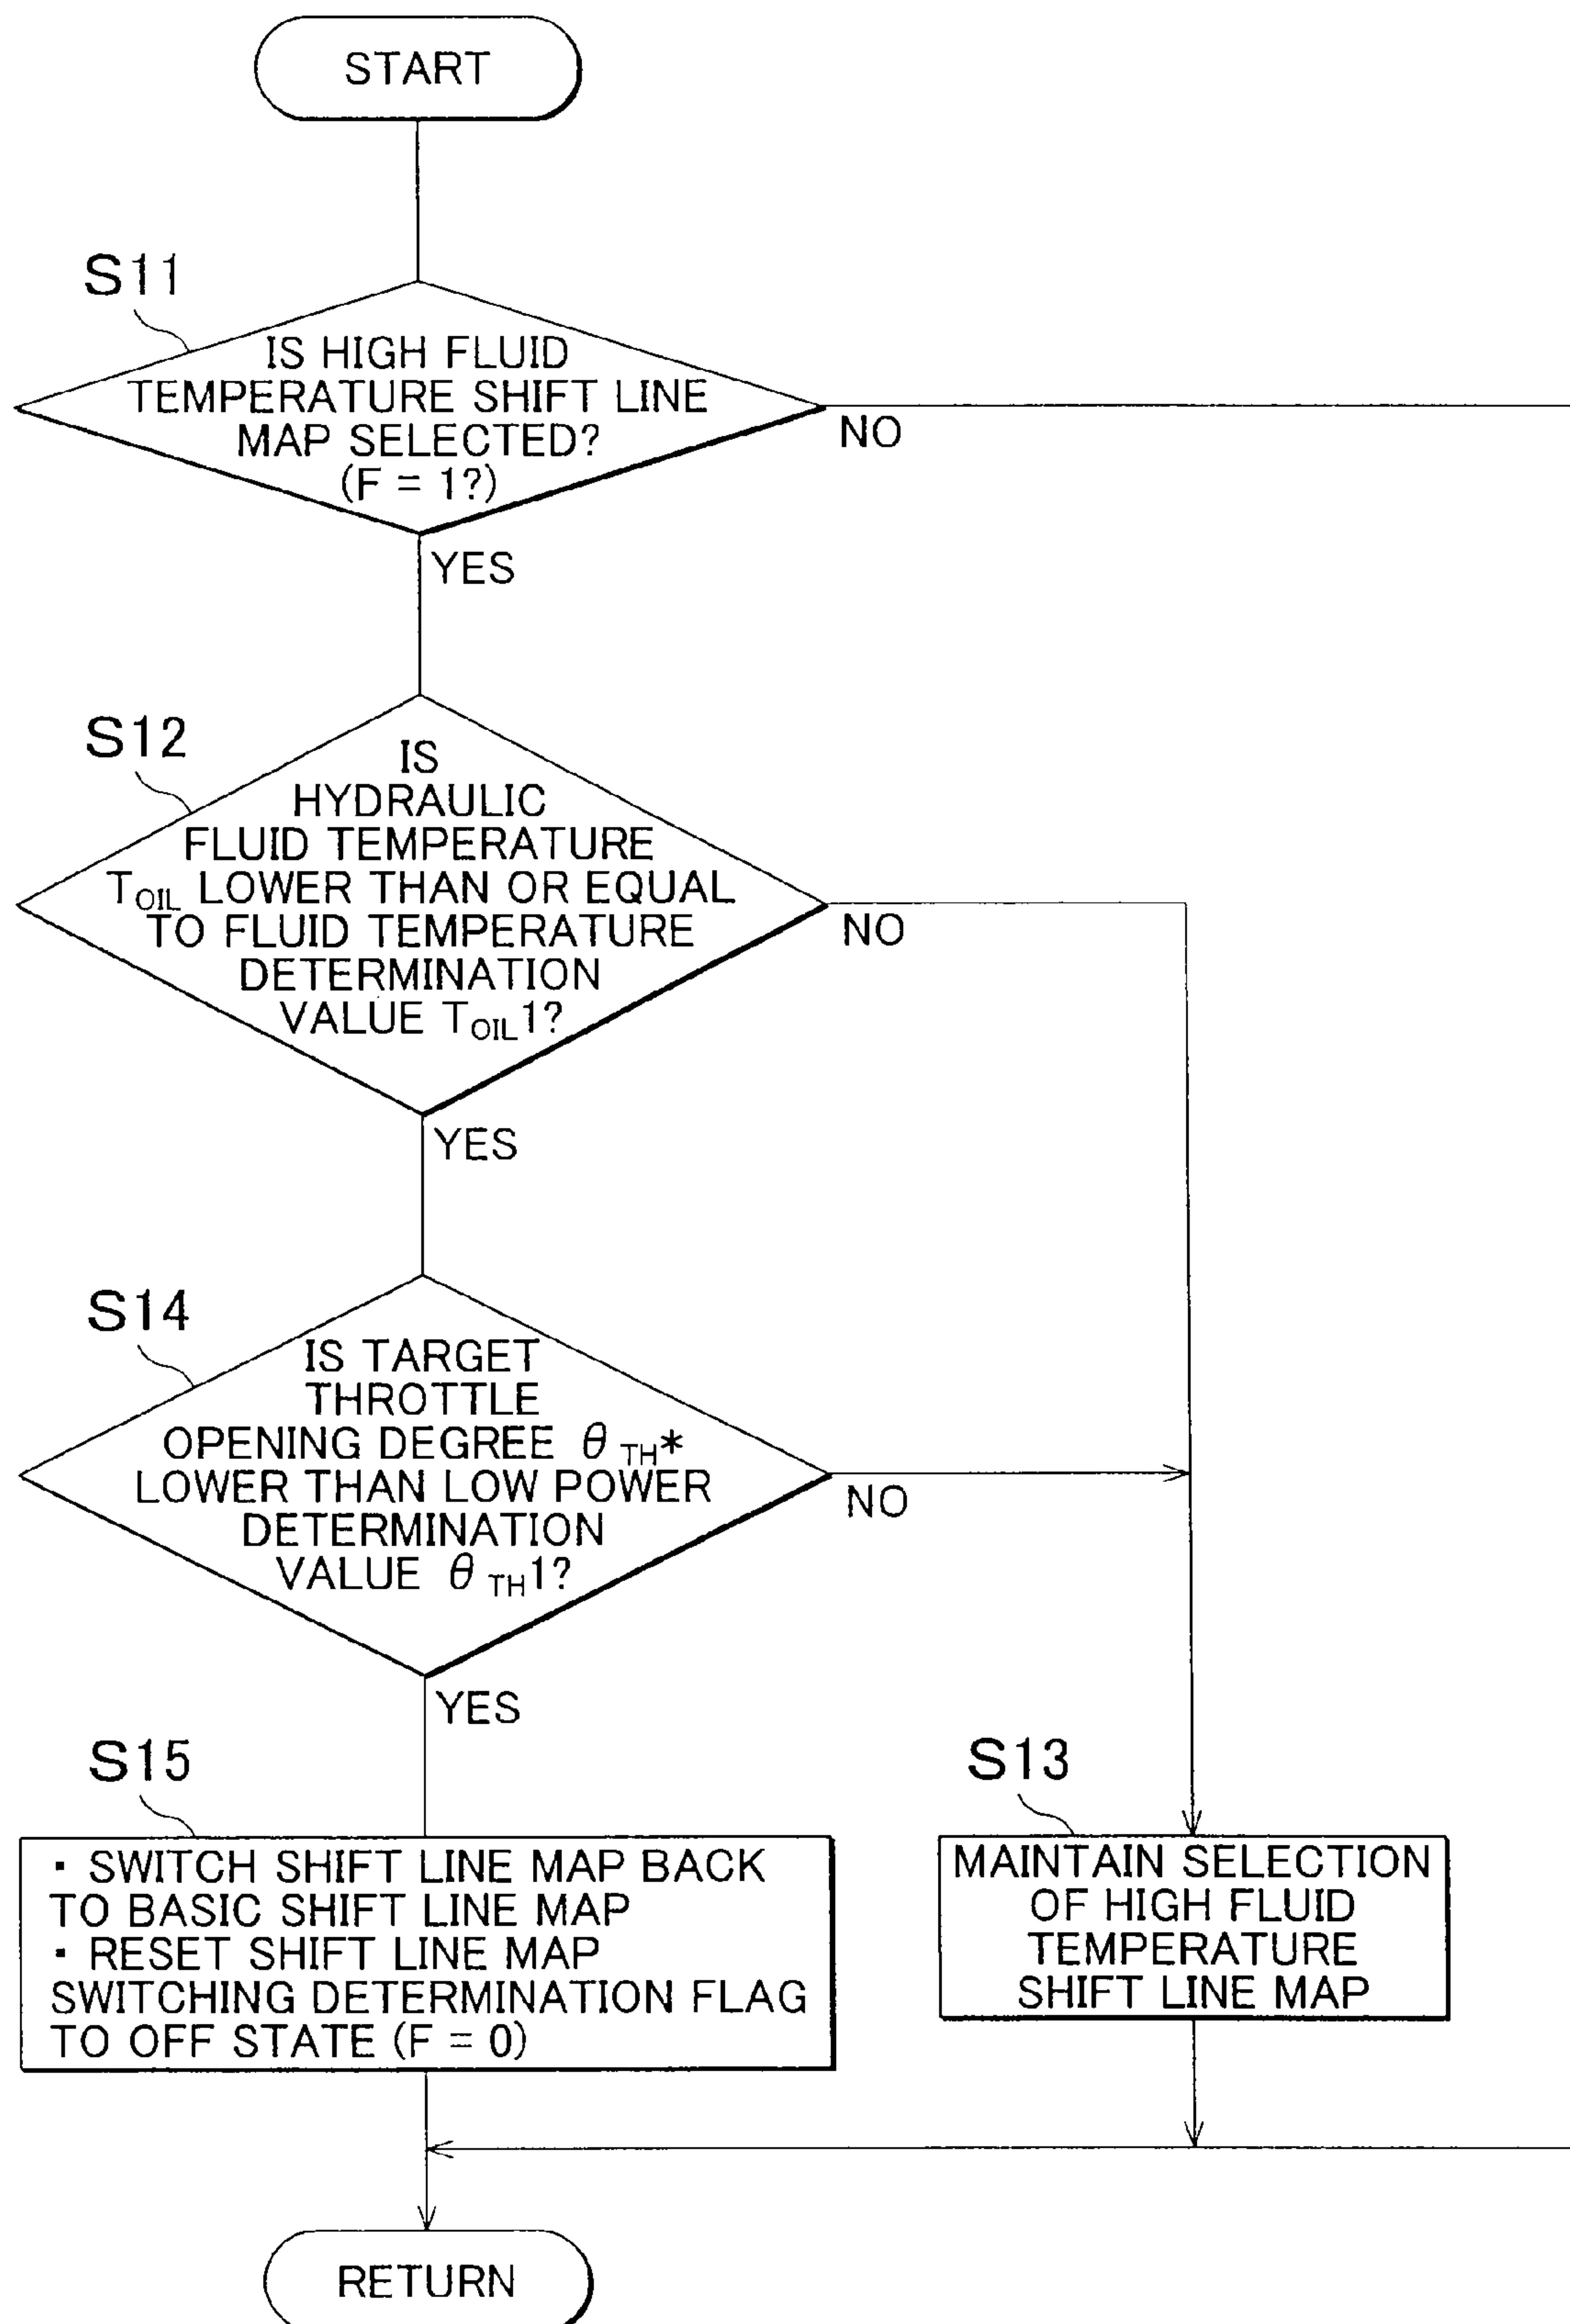 START
S11
IS HIGH FLUID
TEMPERATURE SHIFT LINE
MAP SELECTED?
(F = 1?)
NO
YES
S12
IS
HYDRAULIC
FLUID TEMPERATURE
TOIL LOWER THAN OR EQUAL
TO FLUID TEMPERATURE
DETERMINATION
VALUE TOIL1?
NO
YES
S14
IS TARGET
THROTTLE
OPENING DEGREE θTH*
LOWER THAN LOW POWER
DETERMINATION
VALUE θTH1?
NO
YES
S15
・SWITCH SHIFT LINE MAP BACK
TO BASIC SHIFT LINE MAP
・RESET SHIFT LINE MAP
SWITCHING DETERMINATION FLAG
TO OFF STATE (F = 0)
S13
MAINTAIN SELECTION
OF HIGH FLUID
TEMPERATURE
SHIFT LINE MAP
RETURN